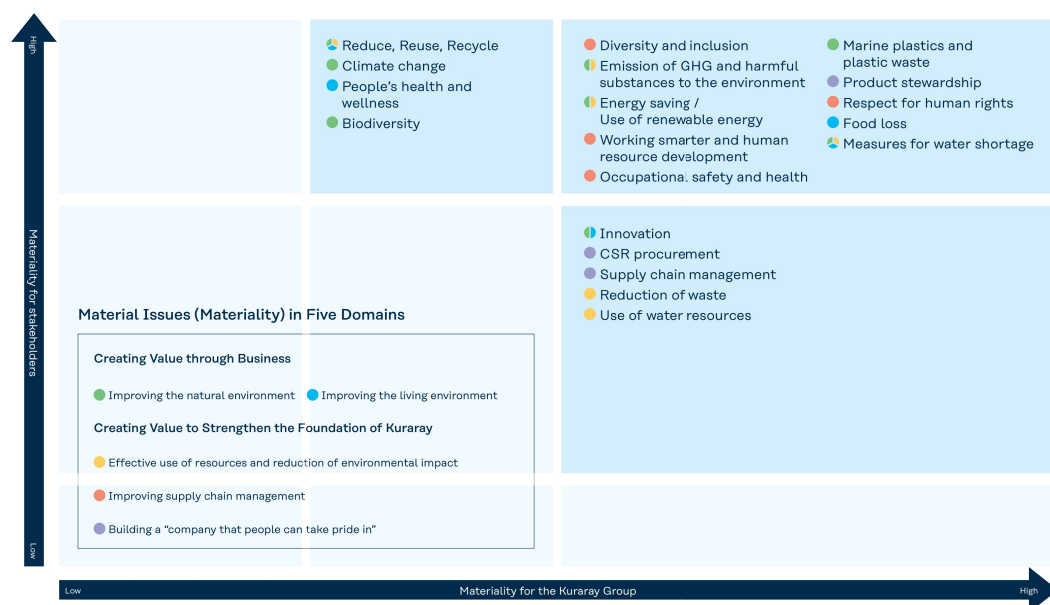 High
Materiality for stakeholders
Low
Reduce, Reuse, Recycle
Climate change
People's health and
wellness
Biodiversity
Diversity and inclusion
Emission of GHG and harmful
substances to the environment
Energy saving /
Use of renewable energy
Working smarter and human
resource development
Occupational safety and health
Marine plastics and
plastic waste
Product stewardship
Respect for human rights
Food loss
Measures for water shortage
Innovation
CSR procurement
Supply chain management
Reduction of waste
Use of water resources
Material Issues (Materiality) in Five Domains
Creating Value through Business
Improving the natural environment Improving the living environment
Creating Value to Strengthen the Foundation of Kuraray
Effective use of resources and reduction of environmental impact
Improving supply chain management
Building a “company that people can take pride in”
Low Materiality for the Kuraray Group High